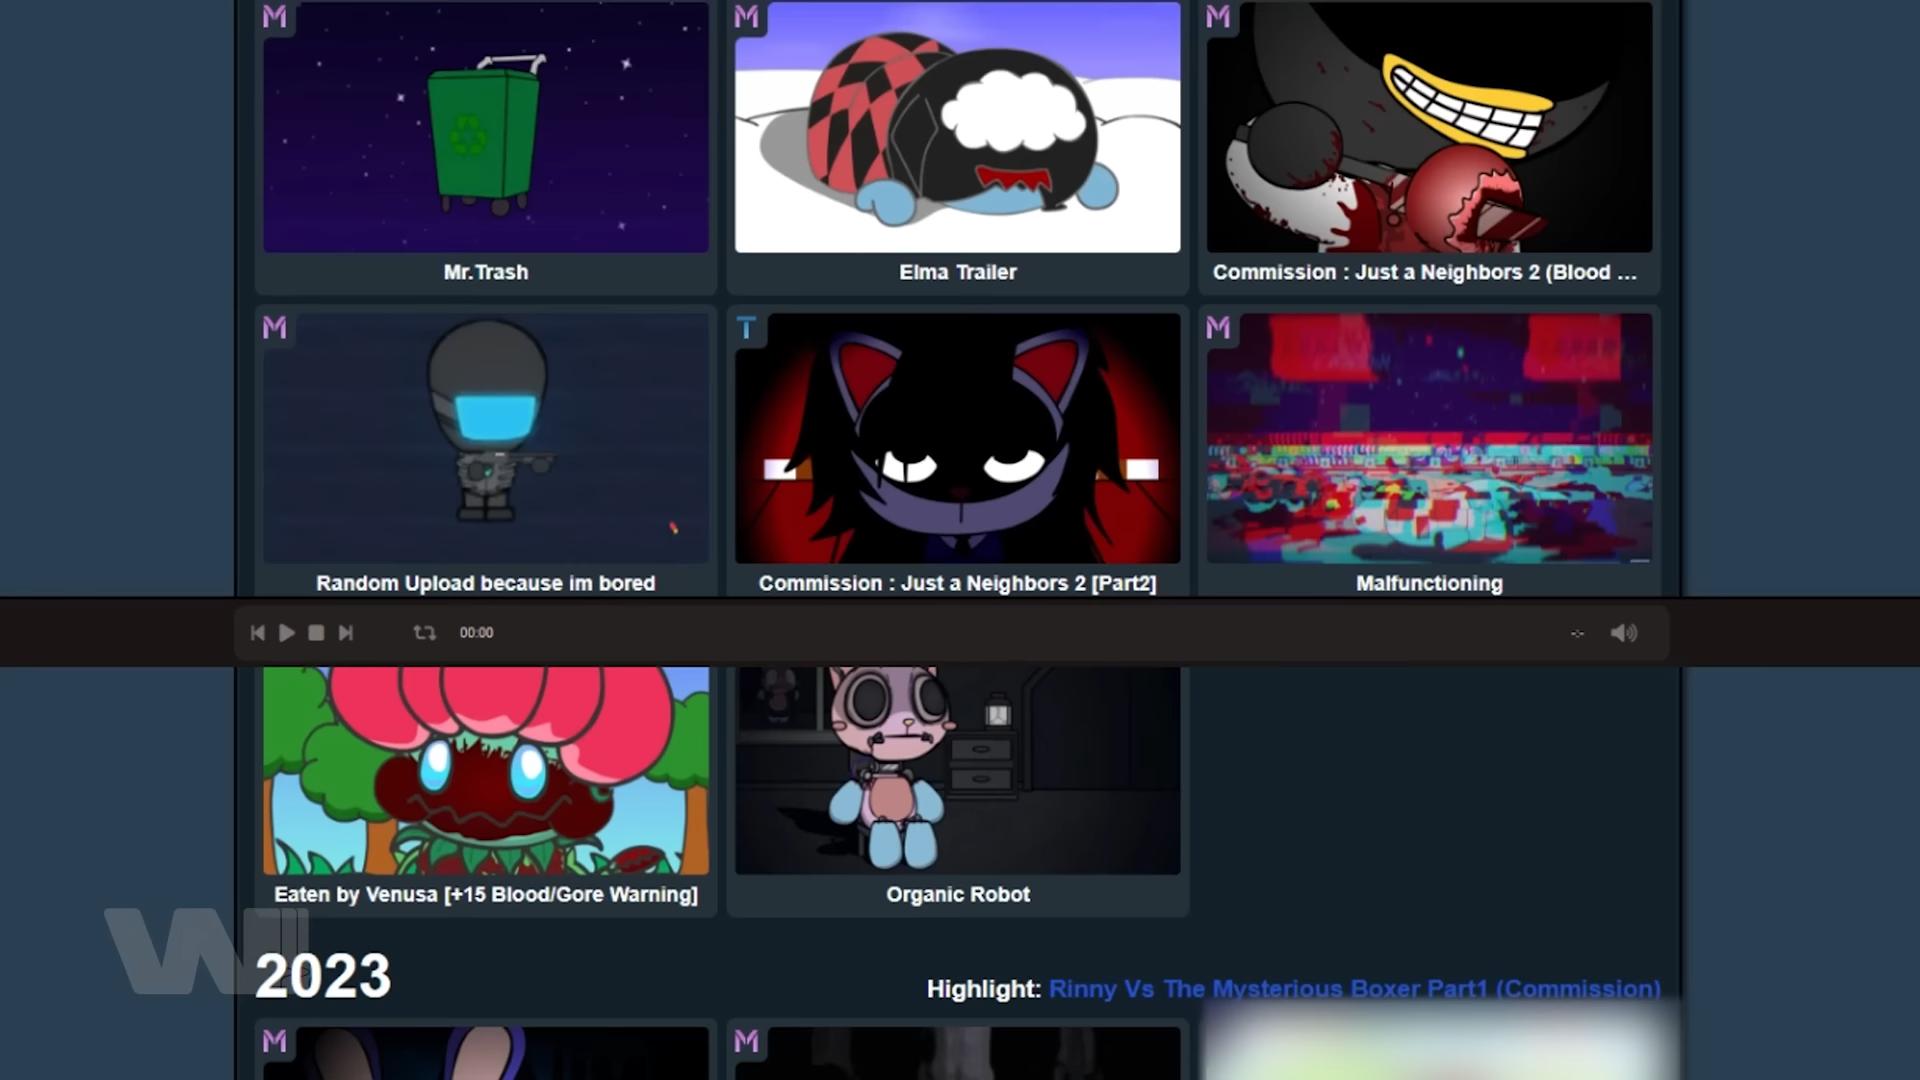 M
M
M
Mr.Trash
Elma Trailer
Commission : Just a Neighbors 2 (Blood ...
M
T
M
Random Upload because im bored
Commission : Just a Neighbors 2 [Part2]
Malfunctioning
00:00
Eaten by Venusa [+15 Blood/Gore Warning]
Organic Robot
2023
Highlight: Rinny Vs The Mysterious Boxer Part1 (Commission)
M
M